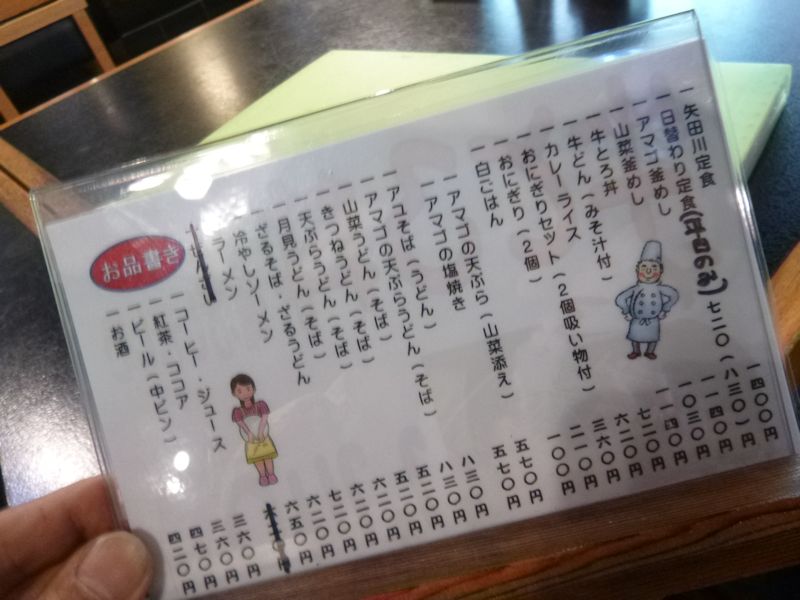 一 矢田川定食 一四〇〇円
一 日替わり定食(平日のみ) 七二〇(八三〇)円
一 アマゴ釜めし 一一四〇円
一 山菜釜めし 一〇三〇円
一 牛とろ丼 一一四〇円
一 牛どん(みそ汁付) 七二〇円
一 カレーライス 六二〇円
一 おにぎりセット(2個吸い物付) 三六〇円
一 おにぎり(2個) 二一〇円
一 白ごはん 一〇〇円
一 アマゴの天ぷら(山菜添え) 五七〇円
一 アマゴの塩焼き 五七〇円
一 アユそば(うどん) 八三〇円
一 アマゴの天ぷらうどん(そば) 八三〇円
一 山菜うどん(そば) 五二〇円
一 きつねうどん(そば) 五二〇円
一 天ぷらうどん(そば) 六二〇円
一 月見うどん(そば) 六二〇円
一 ざるそば・ざるうどん 七二〇円
一 冷やしソーメン 六二〇円
一 ラーメン 六五〇円
一 コーヒー・ジュース 三六〇円
一 紅茶・ココア 三六〇円
一 ビール(中ビン) 四七〇円
一 お酒 四二〇円
お品書き